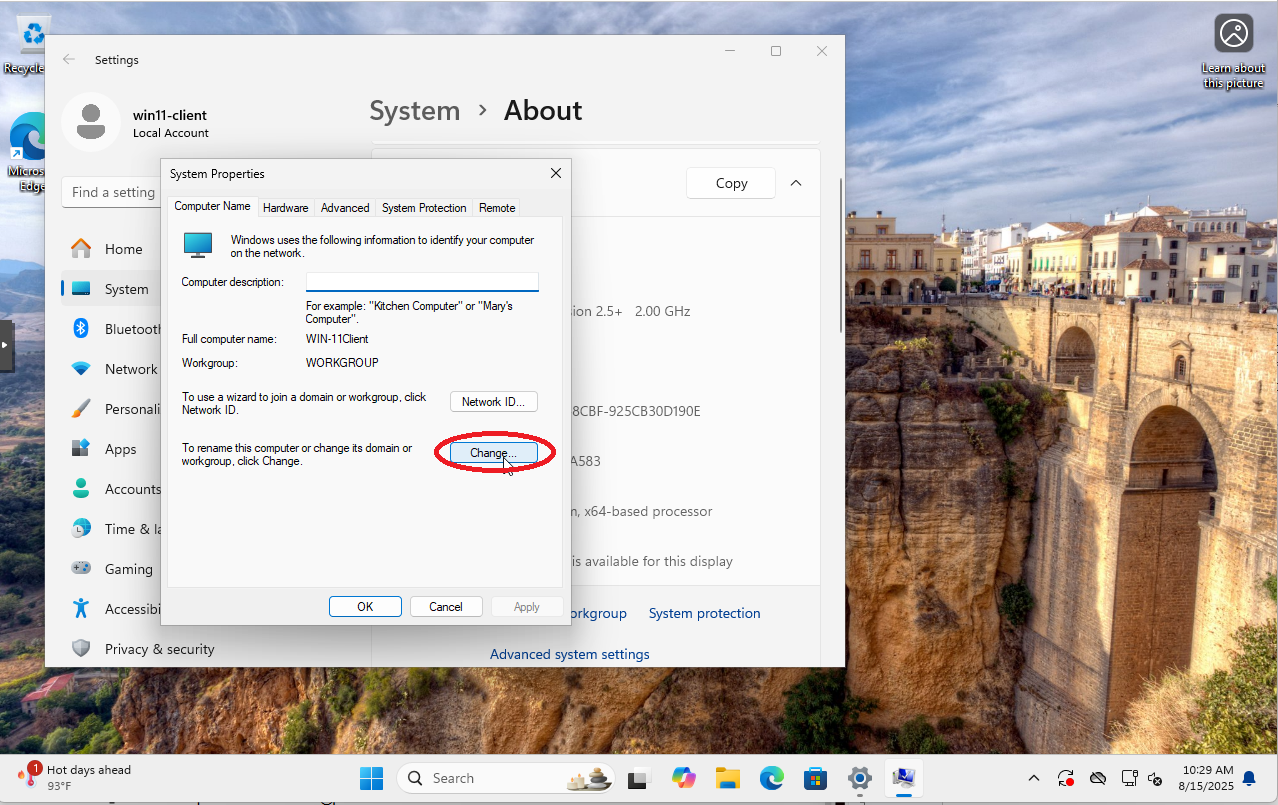 Recycle
Learn about
this picture
Micros
Edge
Settings
win11-client
Local Account
System > About
Find a setting
Copy
Home
System
Bluetooth
Network
Personali
Apps
Accounts
Time & la
Gaming
Accessibi
Privacy & security
System Properties
Computer Name Hardware Advanced System Protection Remote
Windows uses the following information to identify your computer
on the network.
Computer description:
For example: "Kitchen Computer" or "Mary's
Computer".
Full computer name: WIN-11Client
Workgroup: WORKGROUP
To use a wizard to join a domain or workgroup, click
Network ID.
Network ID...
To rename this computer or change its domain or
workgroup, click Change.
Change...
OK Cancel Apply
ion 2.5+ 2.00 GHz
8CBF-925CB30D190E
A583
, x64-based processor
is available for this display
orkgroup System protection
Advanced system settings
1
Hot days ahead
93°F
Search
10:29 AM
8/15/2025